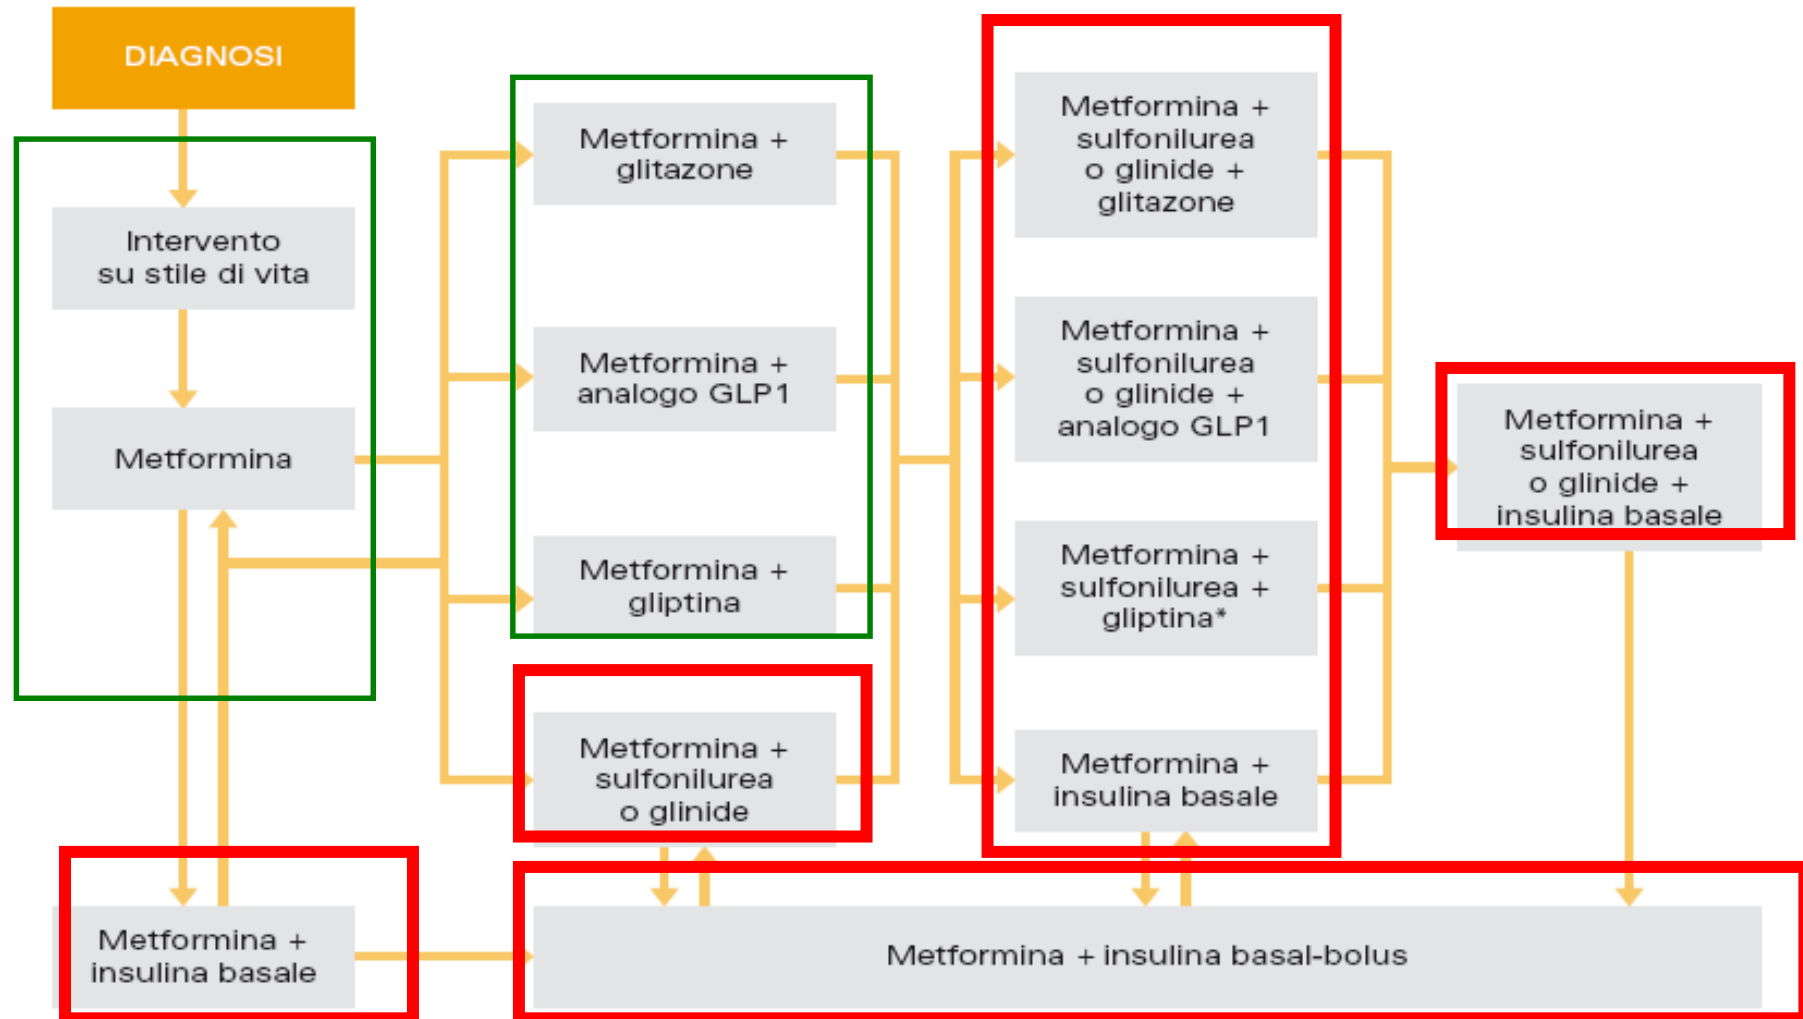 DIAGNOSI
Intervento
su stile di vita
Metformina
Metformina +
insulina basale
Metformina +
glitazone
Metformina +
analogo GLP1
Metformina +
gliptina
Metformina +
sulfonilurea
o glinide
Metformina +
sulfonilurea
o glinide +
glitazone
Metformina +
sulfonilurea
o glinide +
analogo GLP1
Metformina +
sulfonilurea +
gliptina*
Metformina +
insulina basale
Metformina +
sulfonilurea
o glinide +
insulina basale
Metformina + insulina basal-bolus